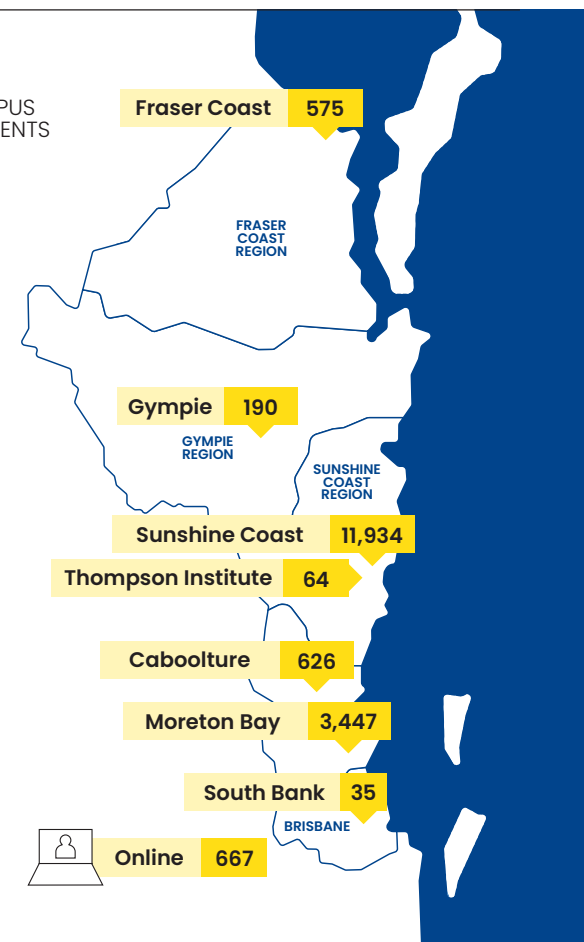 PUS
ENTS
Fraser Coast 575
FRASER
COAST
REGION
Gympie 190
GYMPIE
REGION
SUNSHINE
COAST
REGION
Sunshine Coast 11,934
Thompson Institute 64
Caboolture 626
Moreton Bay 3,447
South Bank 35
BRISBANE
Online 667